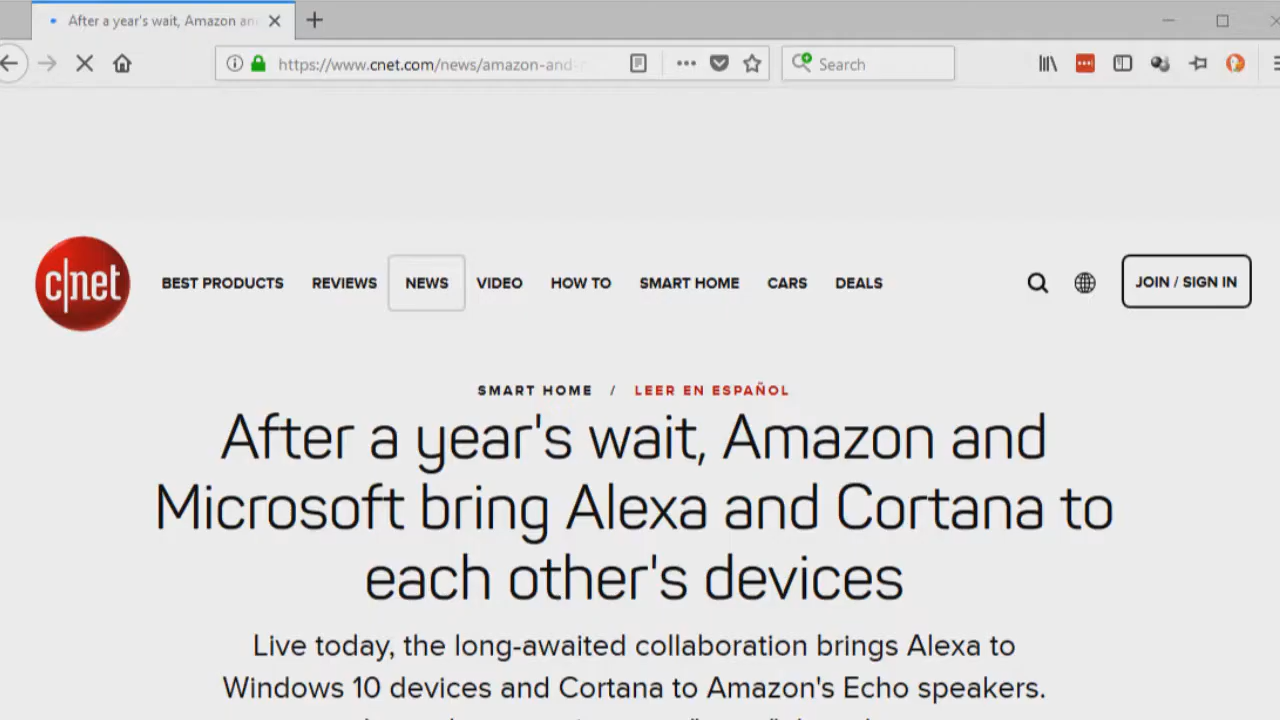 After a year's wait, Amazon an
https://www.cnet.com/news/amazon-and-
Search
c|net
BEST PRODUCTS REVIEWS NEWS VIDEO HOW TO SMART HOME CARS DEALS
JOIN / SIGN IN
SMART HOME / LEER EN ESPAÑOL
After a year's wait, Amazon and
Microsoft bring Alexa and Cortana to
each other's devices
Live today, the long-awaited collaboration brings Alexa to
Windows 10 devices and Cortana to Amazon's Echo speakers.